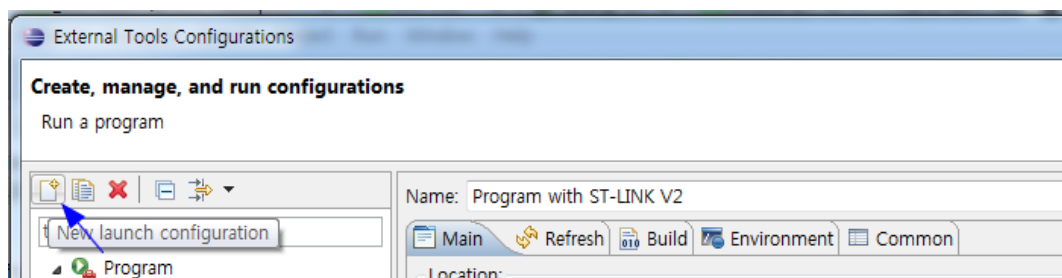 External Tools Configurations
Create, manage, and run configurations
Run a program
Name: Program with ST-LINK V2
New launch configuration
Main Refresh Build Environment Common
Program
Location: